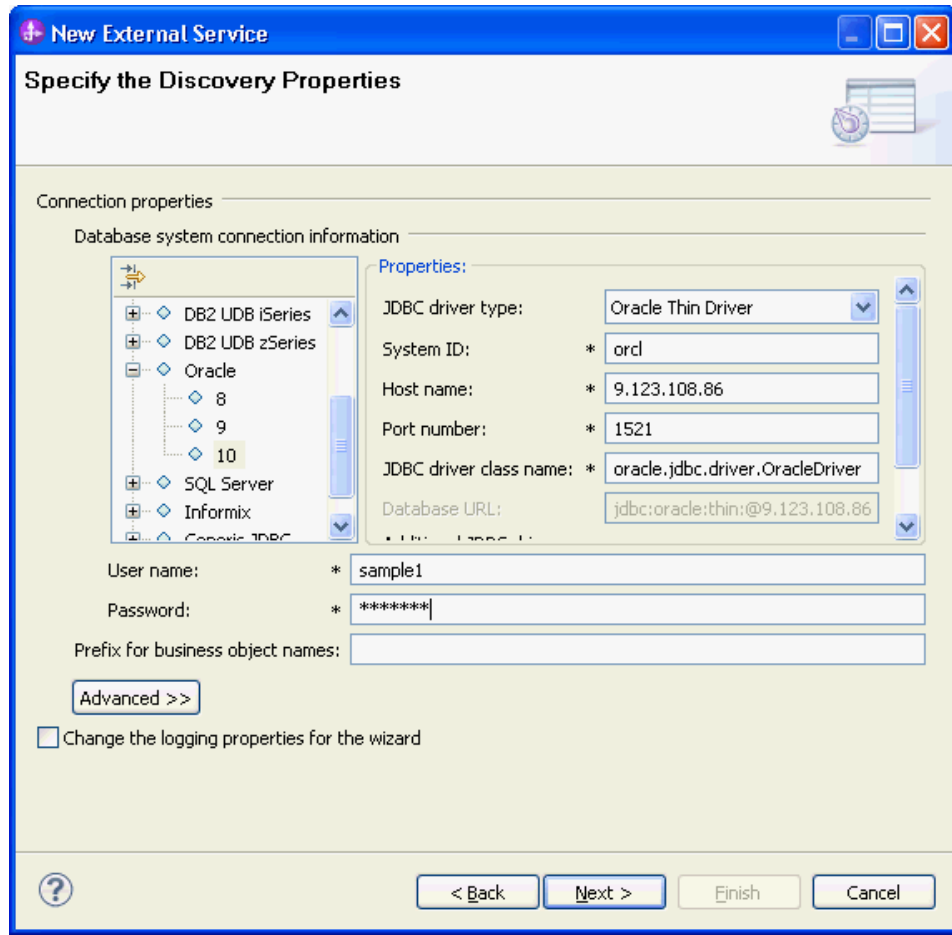 New External Service
Specify the Discovery Properties
Connection properties
Database system connection information
Properties:
DB2 UDB iSeries
DB2 UDB zSeries
Oracle
8
9
10
SQL Server
Informix
Generic JDBC
JDBC driver type: Oracle Thin Driver
System ID: * orcl
Host name: * 9.123.108.86
Port number: * 1521
JDBC driver class name: * oracle.jdbc.driver.OracleDriver
Database URL: jdbc:oracle:thin:@9.123.108.86
User name: * sample1
Password: * *******
Prefix for business object names:
Advanced >>
Change the logging properties for the wizard
?
< Back
Next >
Finish
Cancel